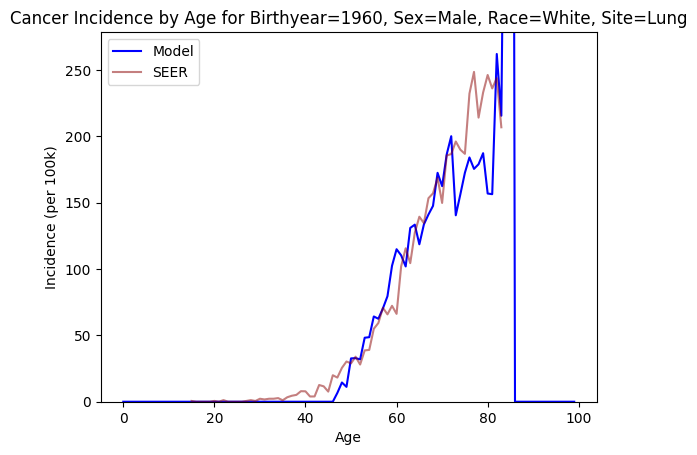 Cancer Incidence by Age for Birthyear=1960, Sex=Male, Race=White, Site=Lung
Model
SEER
250
200
150
100
50
0
Incidence (per 100k)
0 20 40 60 80 100
Age